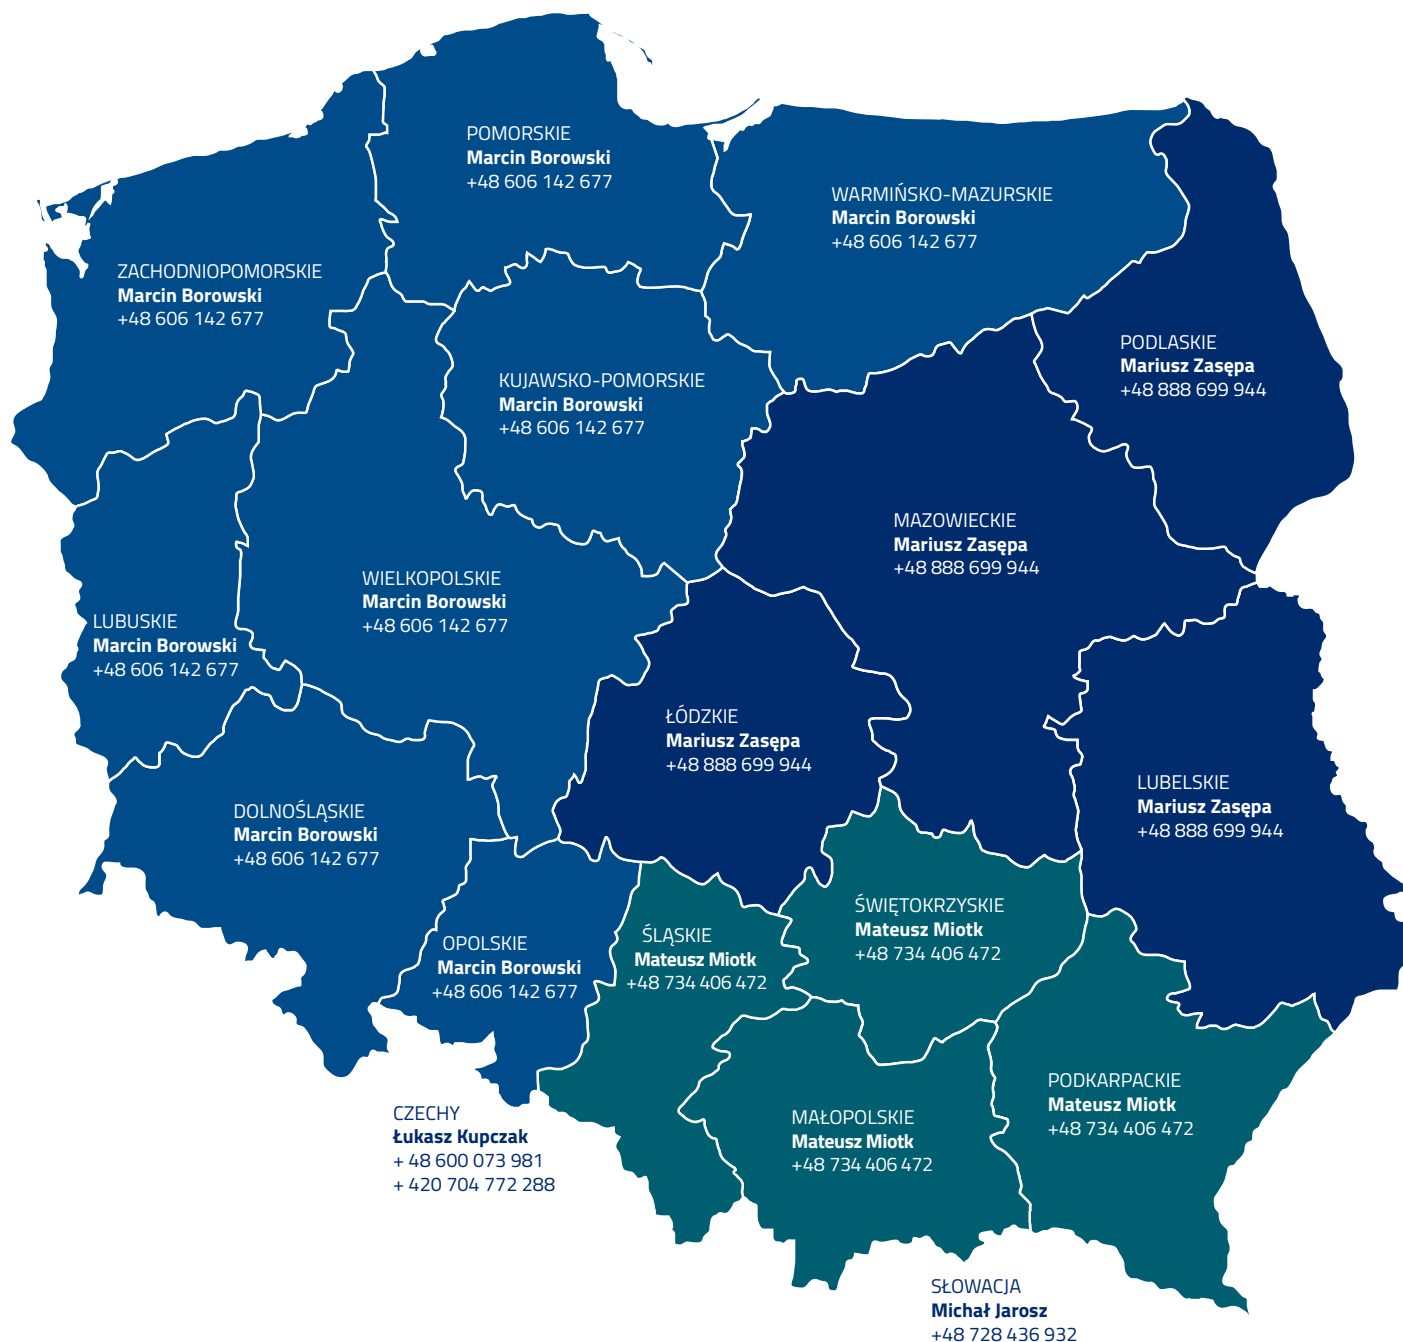 POMORSKIE
Marcin Borowski
+48 606 142 677
WARMIŃSKO-MAZURSKIE
Marcin Borowski
+48 606 142 677
ZACHODNIOPOMORSKIE
Marcin Borowski
+48 606 142 677
PODLASKIE
Mariusz Zasępa
+48 888 699 944
KUJAWSKO-POMORSKIE
Marcin Borowski
+48 606 142 677
MAZOWIECKIE
Mariusz Zasępa
+48 888 699 944
WIELKOPOLSKIE
Marcin Borowski
+48 606 142 677
LUBUSKIE
Marcin Borowski
+48 606 142 677
ŁÓDZKIE
Mariusz Zasępa
+48 888 699 944
LUBELSKIE
Mariusz Zasępa
+48 888 699 944
DOLNOŚLĄSKIE
Marcin Borowski
+48 606 142 677
ŚWIĘTOKRZYSKIE
Mateusz Miotk
+48 734 406 472
OPOLSKIE
Marcin Borowski
+48 606 142 677
ŚLĄSKIE
Mateusz Miotk
+48 734 406 472
PODKARPACKIE
Mateusz Miotk
+48 734 406 472
MAŁOPOLSKIE
Mateusz Miotk
+48 734 406 472
CZECHY
Łukasz Kupczak
+ 48 600 073 981
+ 420 704 772 288
SŁOWACJA
Michał Jarosz
+48 728 436 932